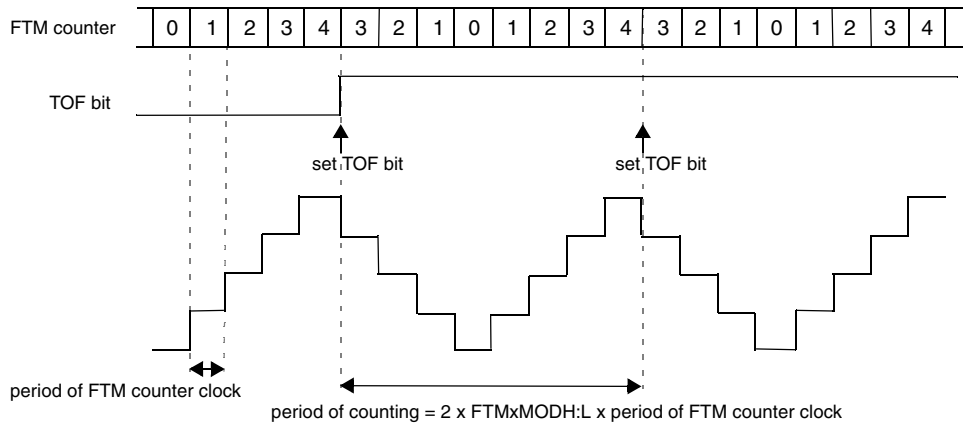 FTM counter 0 1 2 3 4 3 2 1 0 1 2 3 4 3 2 1 0 1 2 3 4
TOF bit
set TOF bit set TOF bit
period of FTM counter clock
period of counting = 2 x FTMxMODH:L x period of FTM counter clock